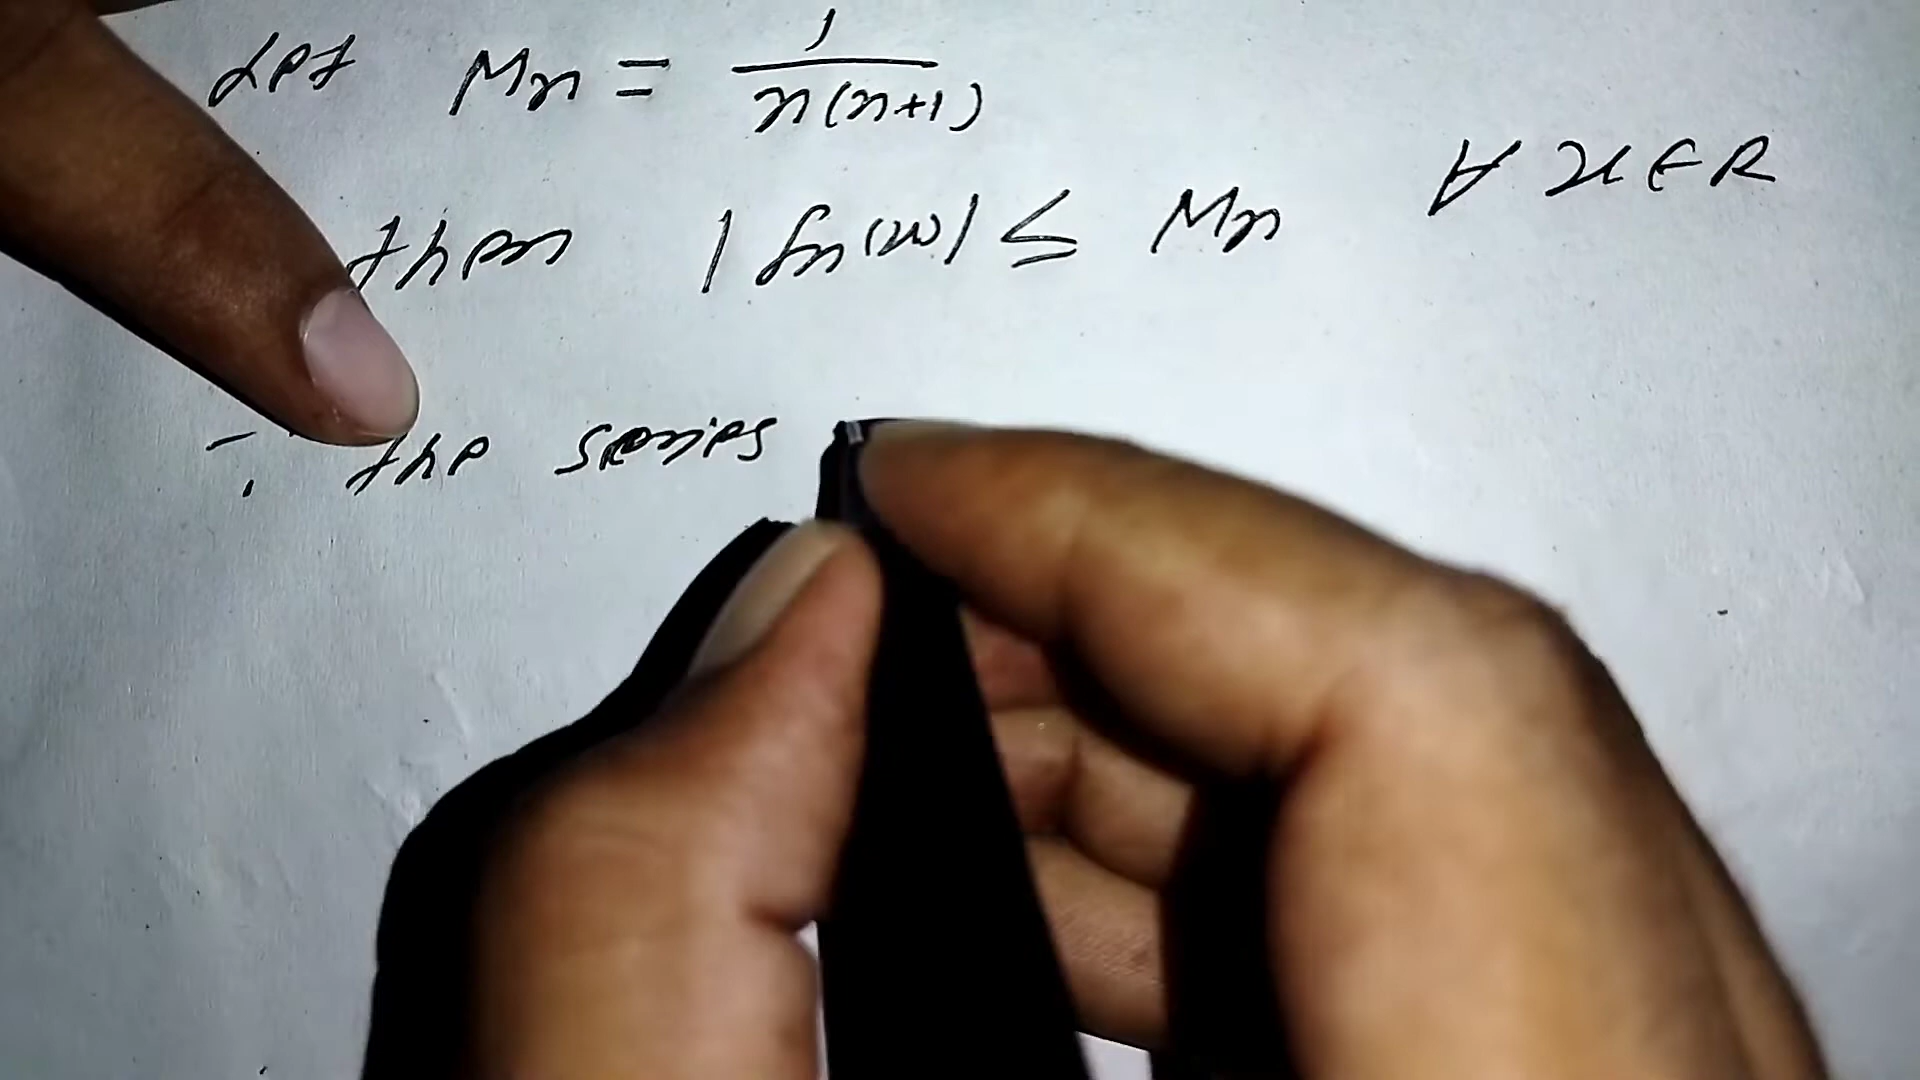 Let Mn = 1/n(n+1)
then |fn(x)| ≤ Mn ∀ x ∈ R
∴ the series